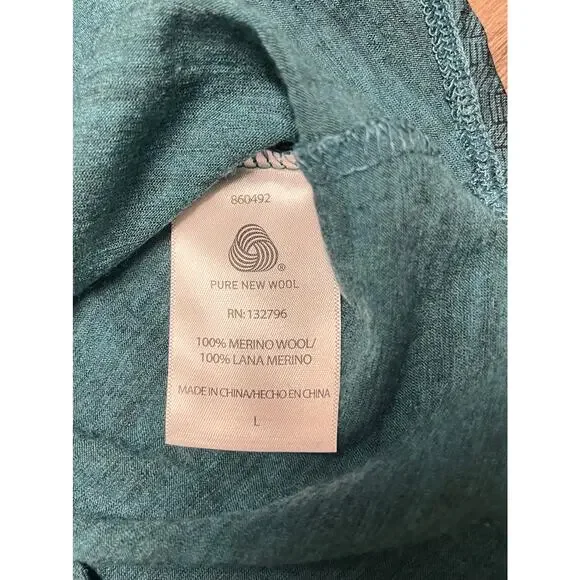 860492
®
PURE NEW WOOL
RN:132796
100% MERINO WOOL/
100% LANA MERINO
MADE IN CHINA/HECHO EN CHINA
L